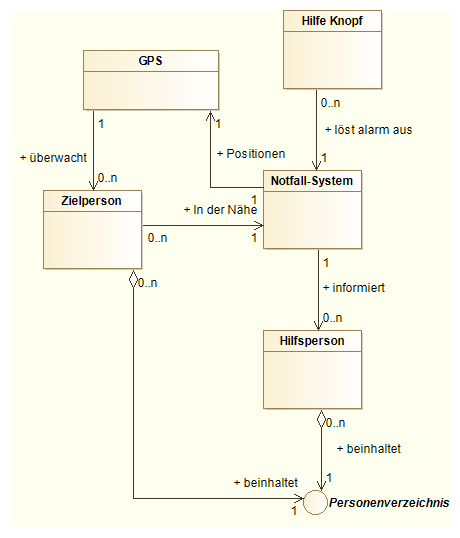 Hilfe Knopf
GPS
0..n
1
1
+ löst alarm aus
+ überwacht
+ Positionen
1
0..n
Notfall-System
1
Zielperson
+ In der Nähe
0..n
1
1
0..n
+ informiert
0..n
Hilfsperson
0..n
+ beinhaltet
1
+ beinhaltet
Personenverzeichnis
1